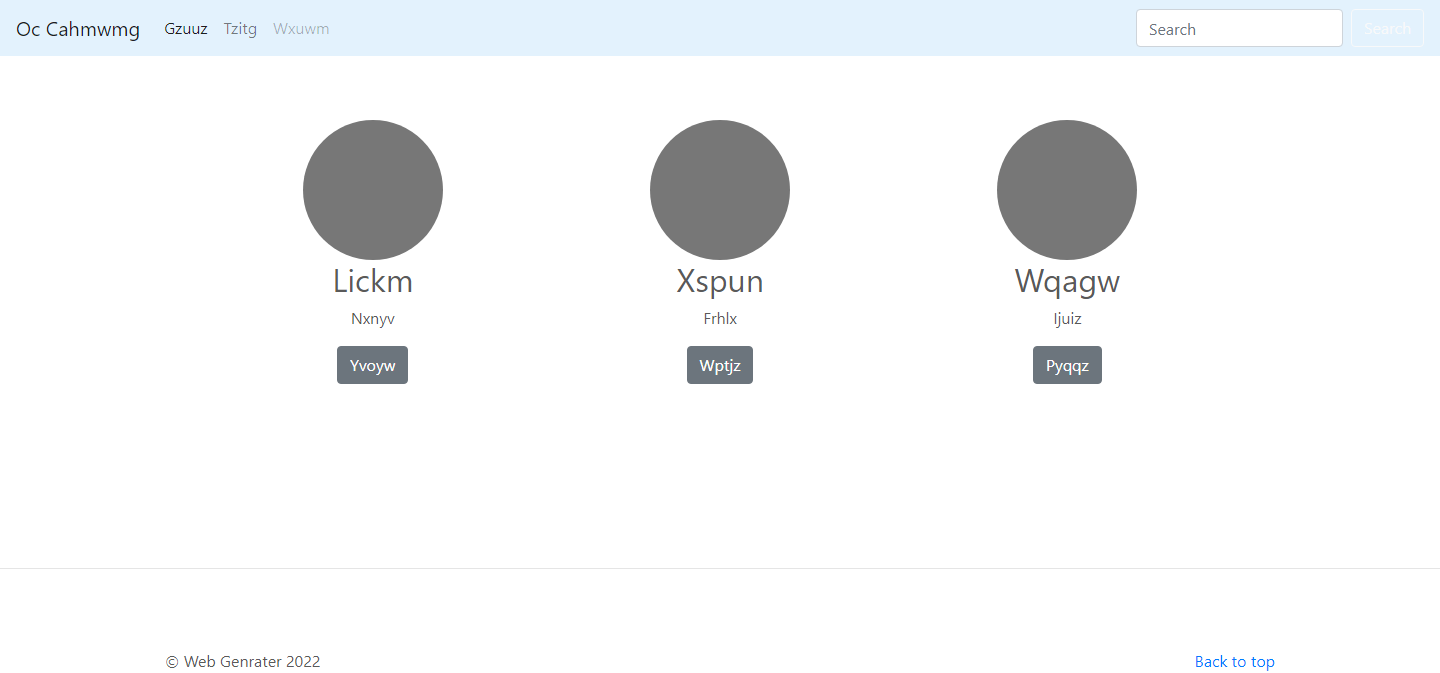 Oc Cahmwmg Gzuuz Tzitg Wxuwm Search Search
Lickm Xspun Wqagw
Nxnyv Frhlx Ijuiz
Yvoyw Wptjz Pyqqz
© Web Genrater 2022 Back to top